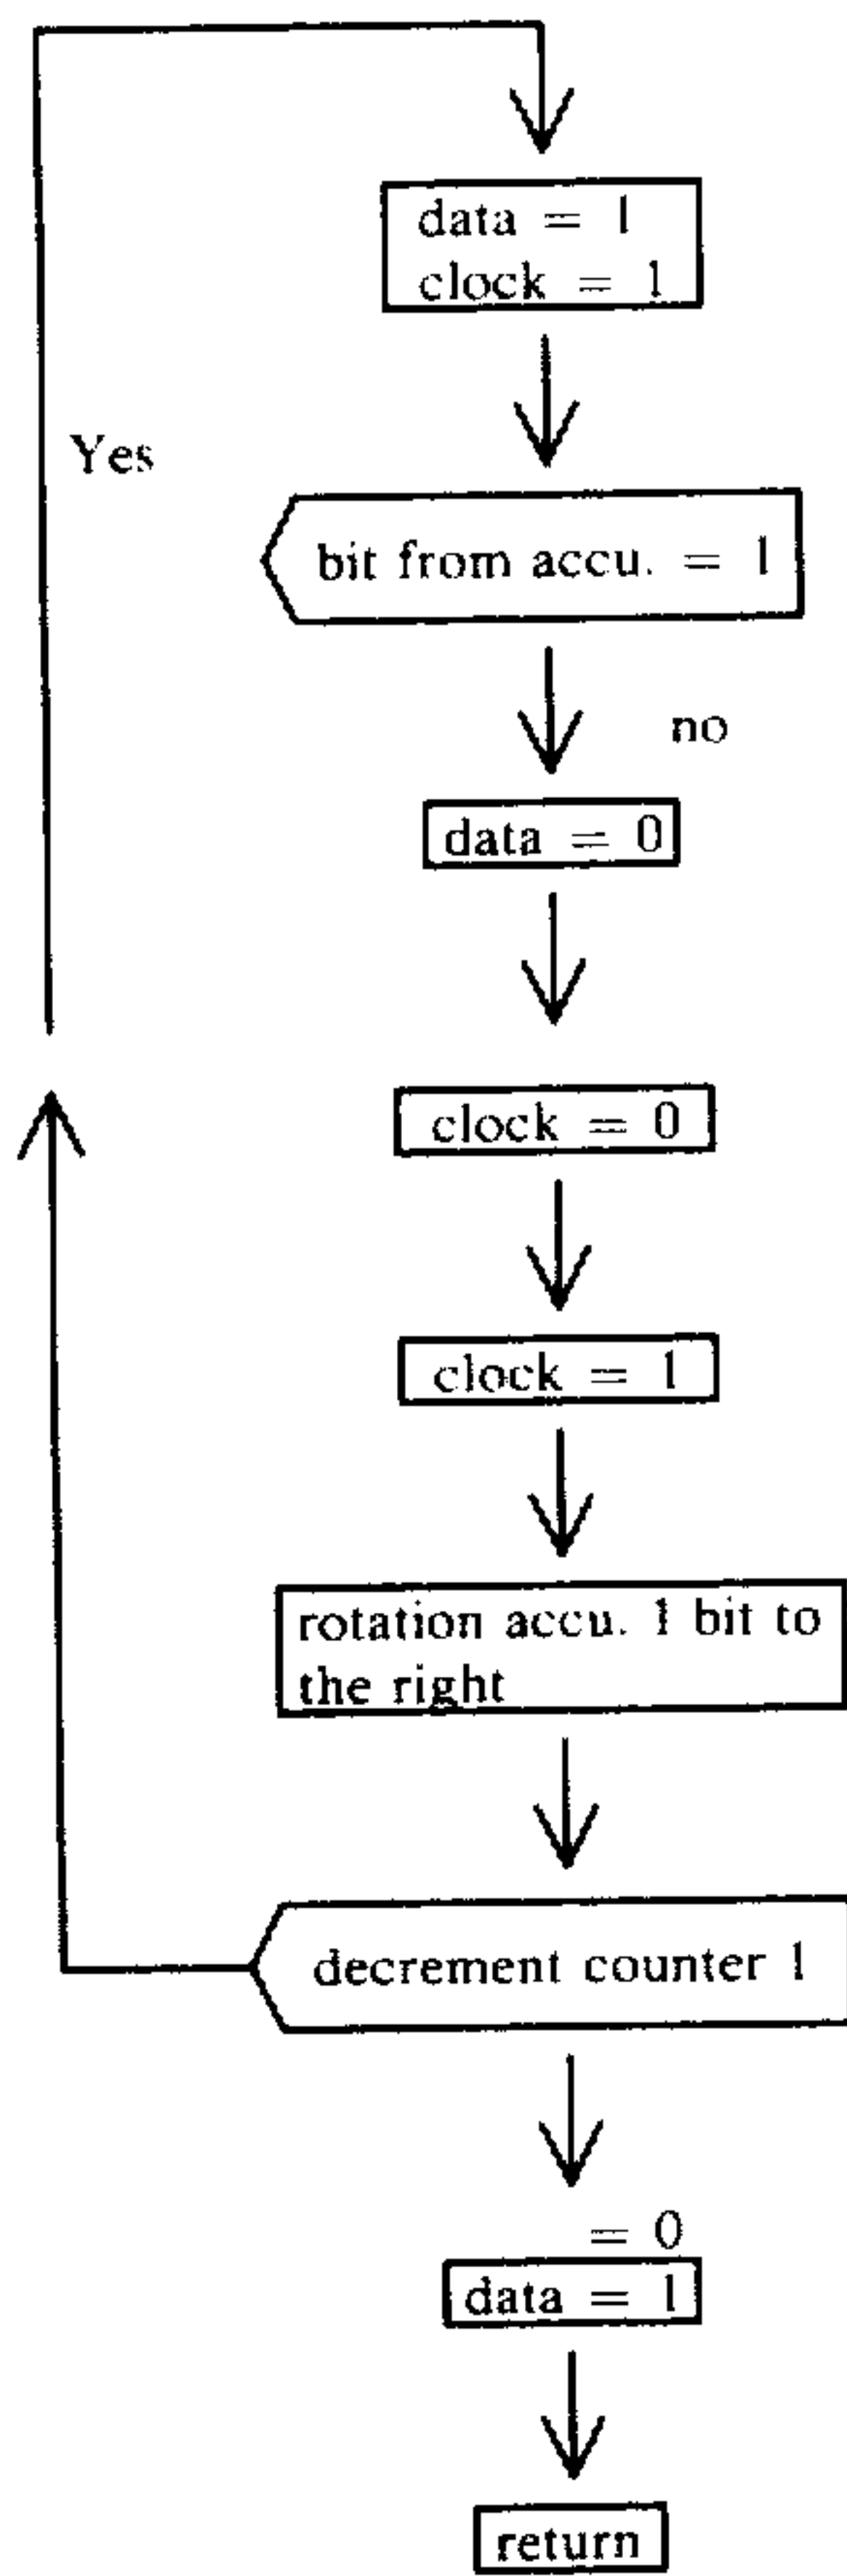 data = 1
clock = 1
Yes
bit from accu. = 1
no
data = 0
clock = 0
clock = 1
rotation accu. 1 bit to
the right
decrement counter 1
= 0
data = 1
return